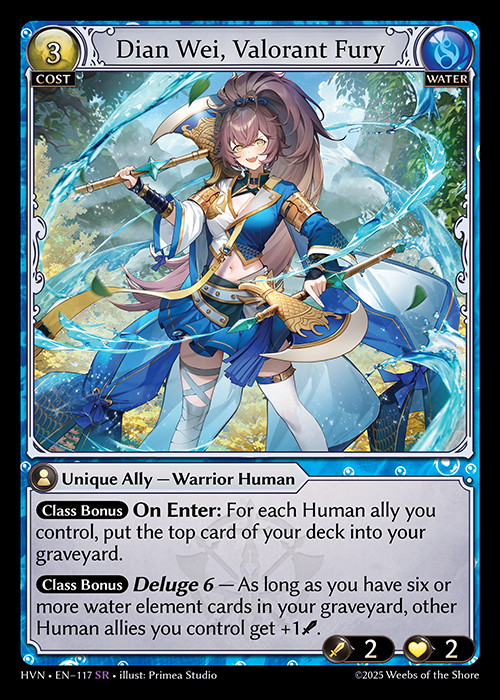 3
Dian Wei, Valorant Fury
COST
WATER
Unique Ally — Warrior Human
Class Bonus On Enter: For each Human ally you
control, put the top card of your deck into your
graveyard.
Class Bonus Deluge 6 — As long as you have six or
more water element cards in your graveyard, other
Human allies you control get +1.
2
2
HVN • EN–117 SR • illust: Primea Studio
©2025 Weebs of the Shore